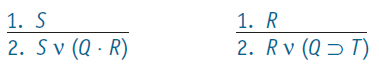 1. S
2. S v (Q · R)
1. R
2. R v (Q ⊃ T)